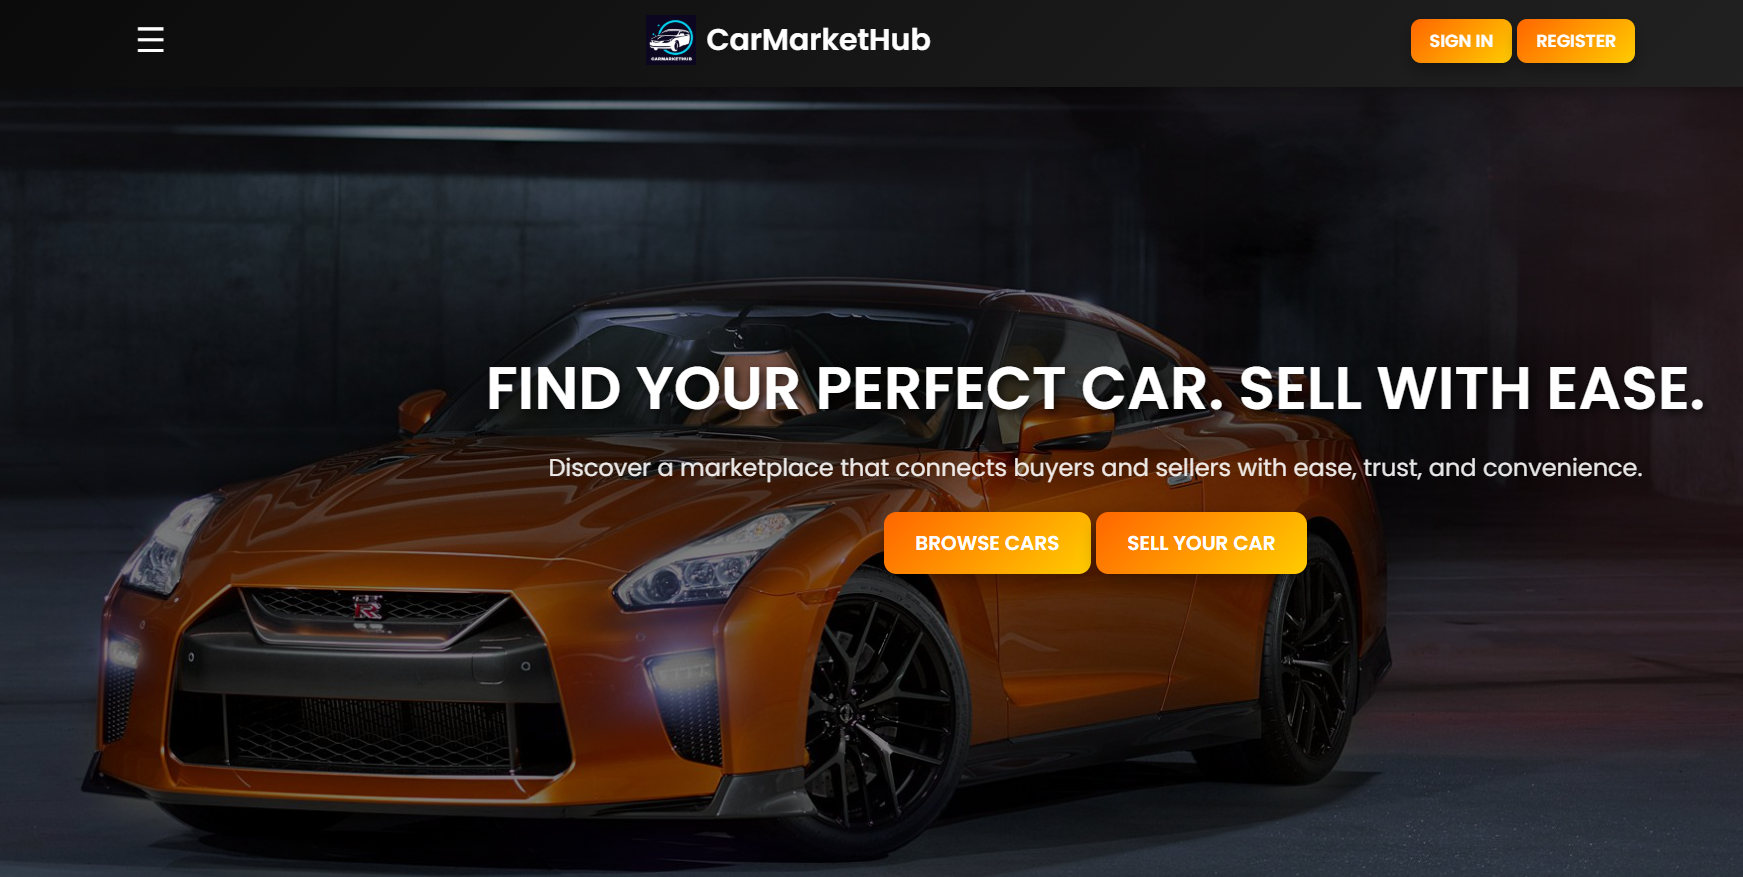 CARMARKETHUB
CarMarketHub
SIGN IN
REGISTER
FIND YOUR PERFECT CAR. SELL WITH EASE.
Discover a marketplace that connects buyers and sellers with ease, trust, and convenience.
BROWSE CARS
SELL YOUR CAR
GT R